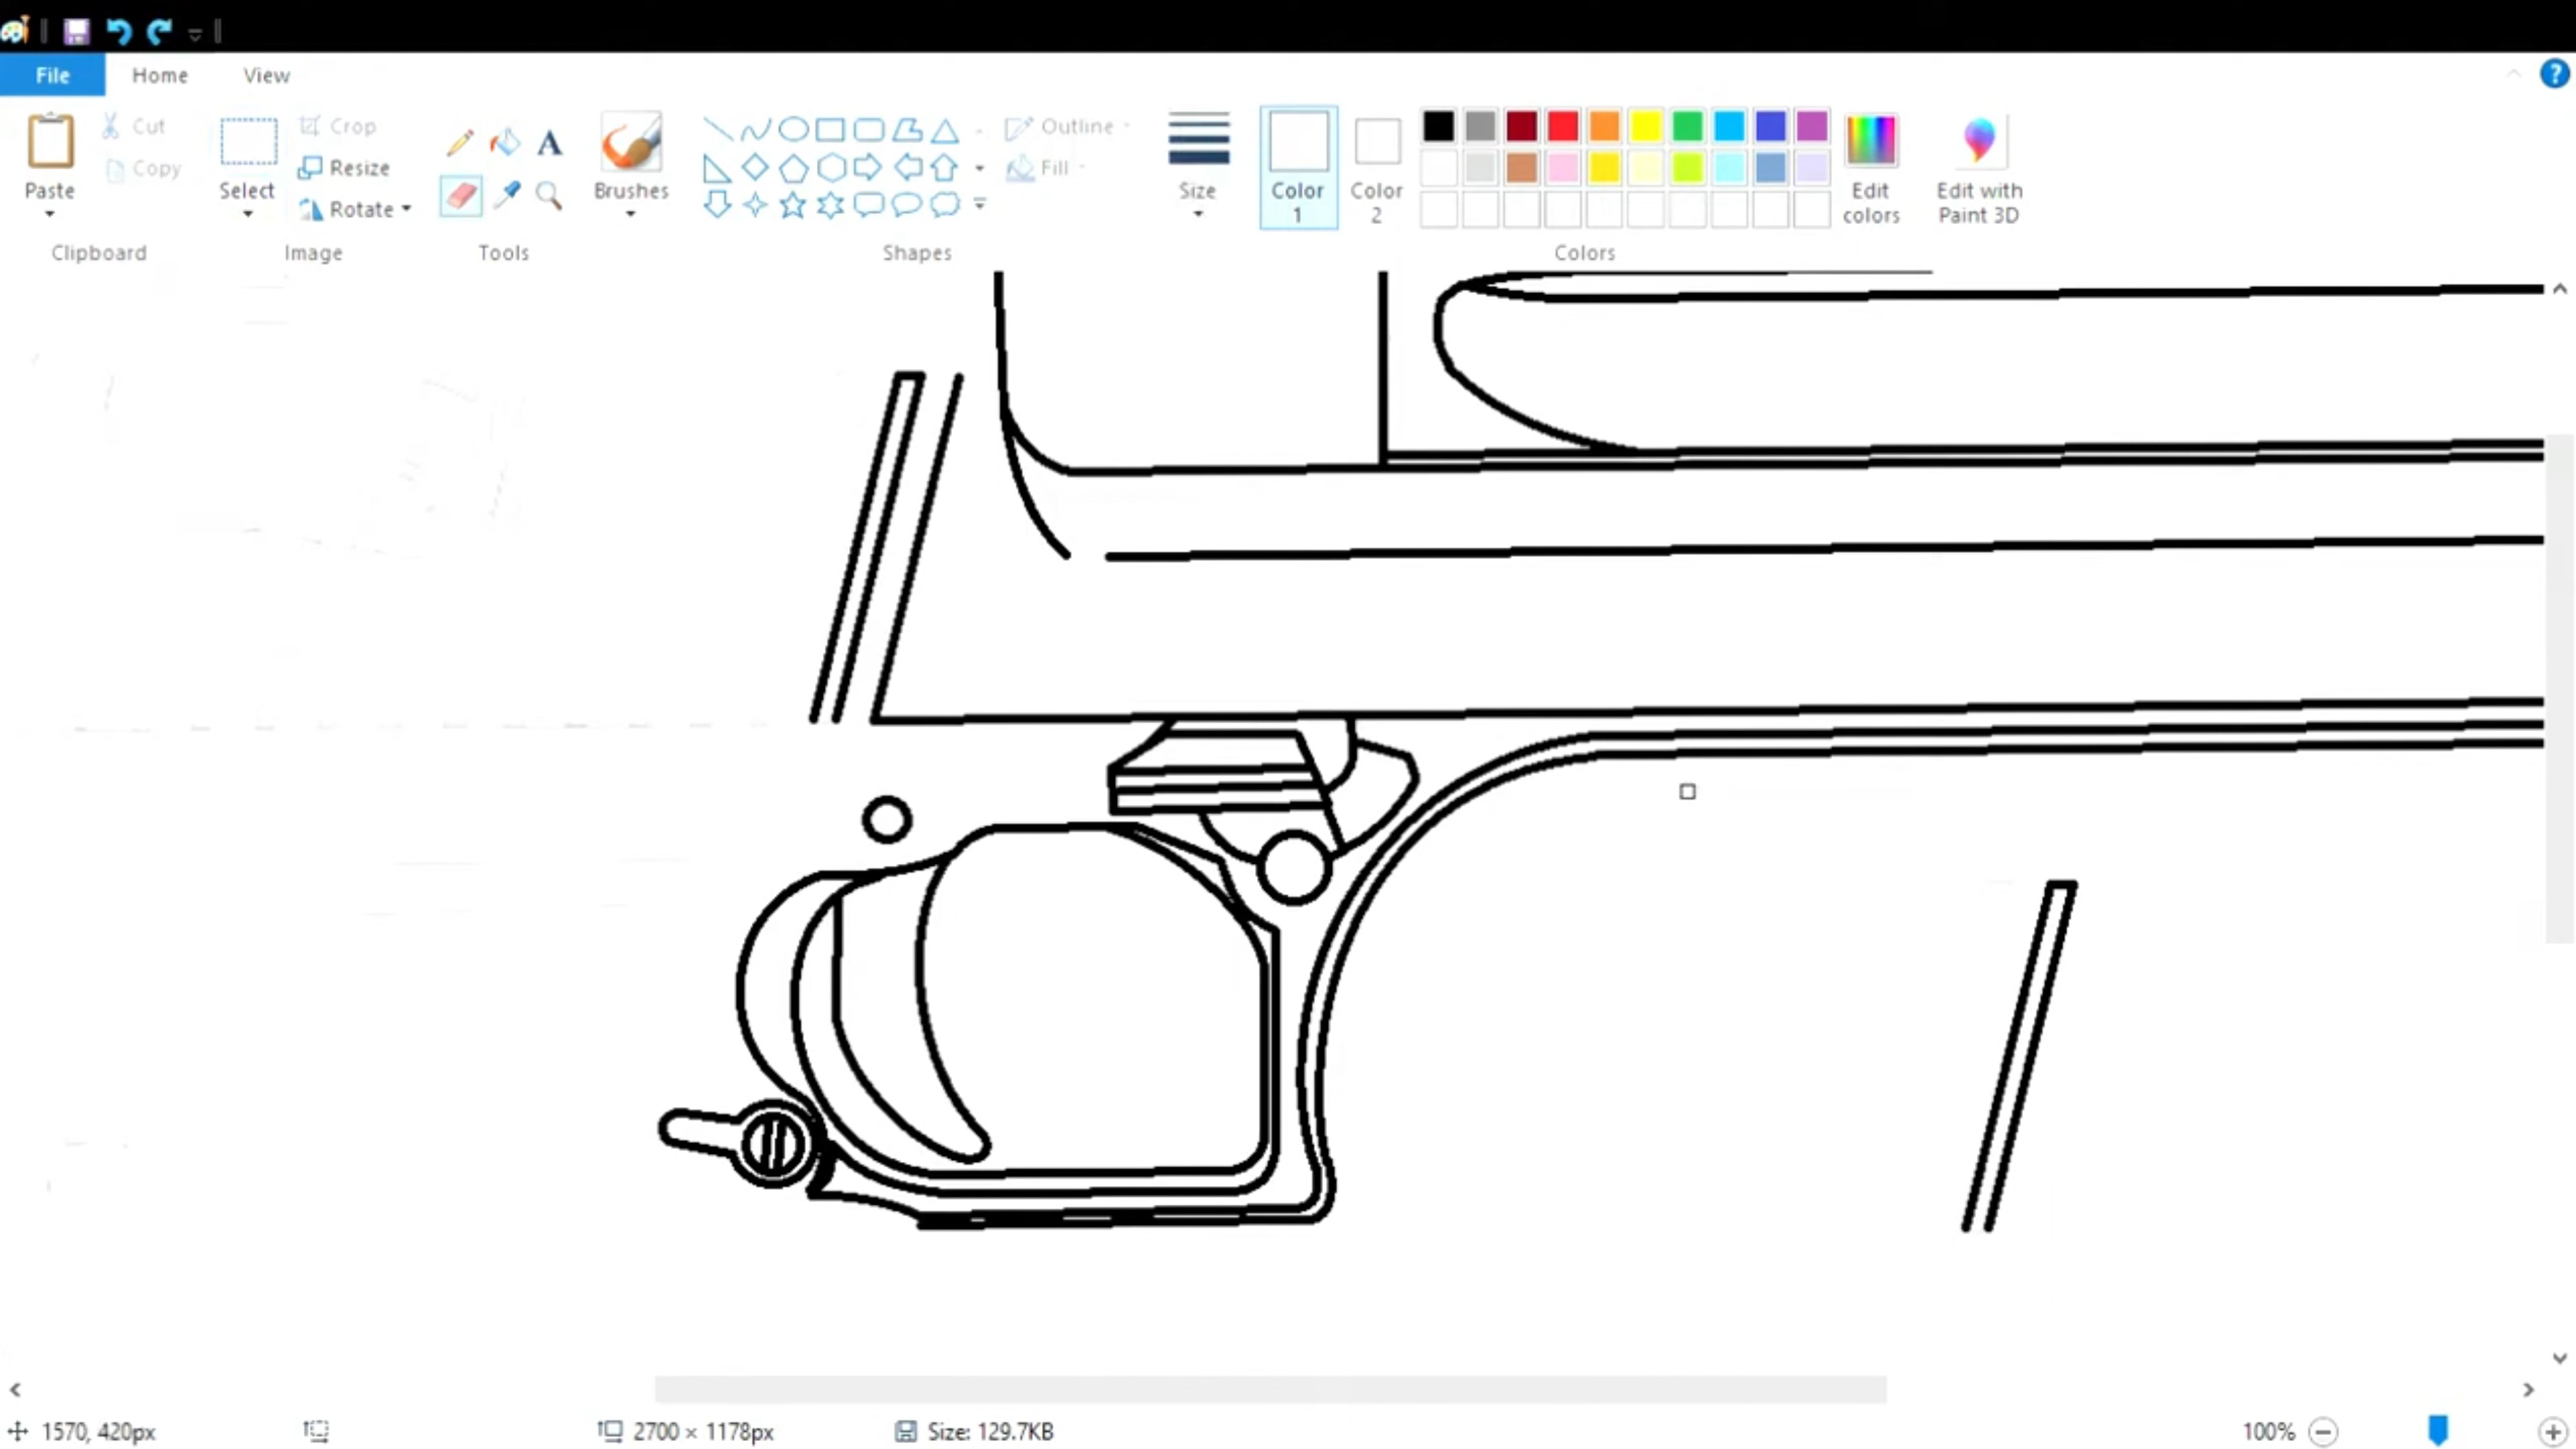 File Home View
Paste Cut Copy Select Crop Resize Rotate A Brushes Outline Fill Size Color 1 Color 2 Edit colors Edit with Paint 3D ?
Clipboard Image Tools Shapes Colors
1570, 420px 2700 × 1178px Size: 129.7KB 100%